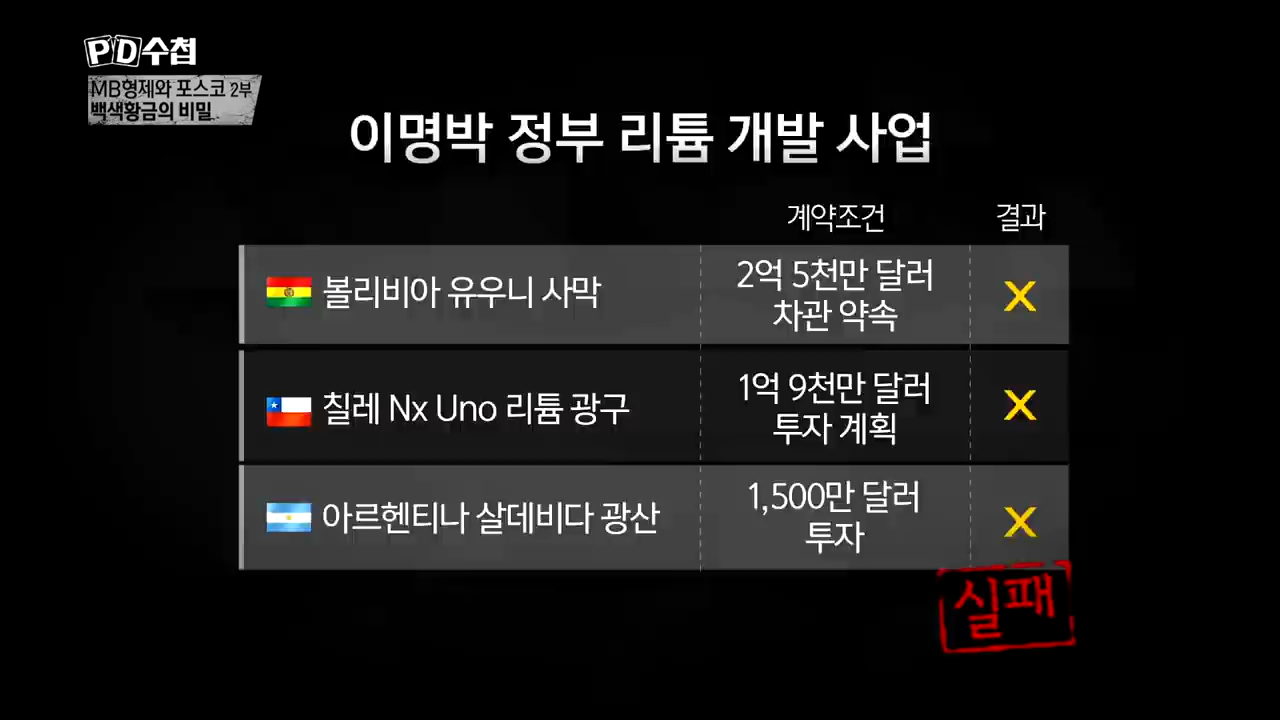 PD수첩
MB형제와 포스코 2부
백색황금의 비밀
이명박 정부 리튬 개발 사업
계약조건 결과
볼리비아 유우니 사막 2억 5천만 달러 차관 약속 X
칠레 Nx Uno 리튬 광구 1억 9천만 달러 투자 계획 X
아르헨티나 살데비다 광산 1,500만 달러 투자 X
실패